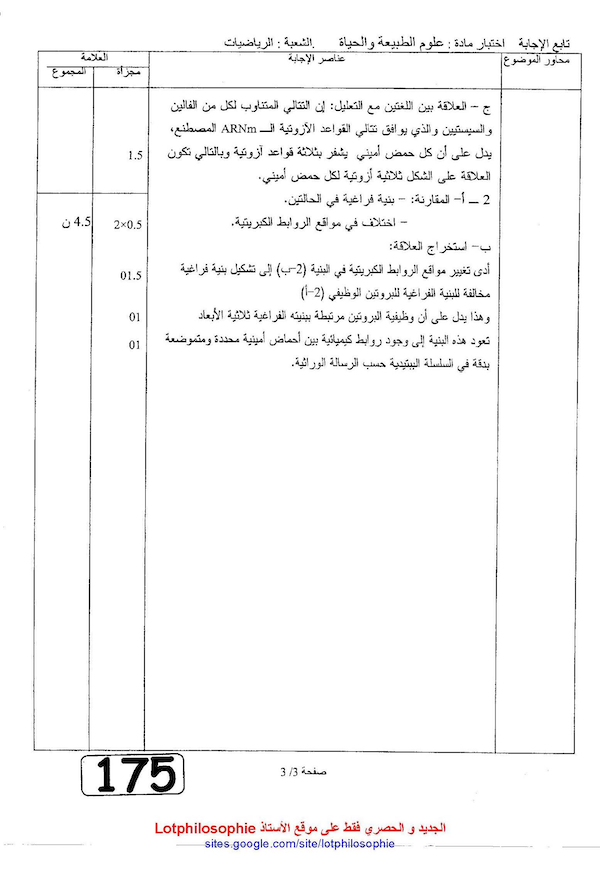 تابع الإجابة اختبار مادة : علوم الطبيعة والحياة .الشعبة : الرياضيات
محاور الموضوع
عناصر الإجابة
العلامة
مجزأة
المجموع
ج – العلاقة بين اللغتين مع التعليل: إن التتالي المتناوب لكل من الفالين
والسيستيين والذي يوافق تتالي القواعد الآزوتية الـــ ARNm المصطنع،
يدل على أن كل حمض أميني يشفر بثلاثة قواعد آزوتية وبالتالي تكون
1.5
العلاقة على الشكل ثلاثية أزوتية لكل حمض أميني.
2 ــ أ- المقارنة: - بنية فراغية في الحالتين.
- اختلاف في مواقع الروابط الكبريتية.
2×0.5
4.5 ن
ب- استخراج العلاقة:
أدى تغيير مواقع الروابط الكبريتية في البنية (2-ب) إلى تشكيل بنية فراغية
01.5
مخالفة للبنية الفراغية للبروتين الوظيفي (2-أ)
وهذا يدل على أن وظيفية البروتين مرتبطة ببنيته الفراغية ثلاثية الأبعاد
01
تعود هذه البنية إلى وجود روابط كيميائية بين أحماض أمينية محددة ومتموضعة
01
بدقة في السلسلة الببتيدية حسب الرسالة الوراثية.
صفحة 3/ 3
175
الجديد و الحصري فقط على موقع الأستاذ Lotphilosophie
sites.google.com/site/lotphilosophie